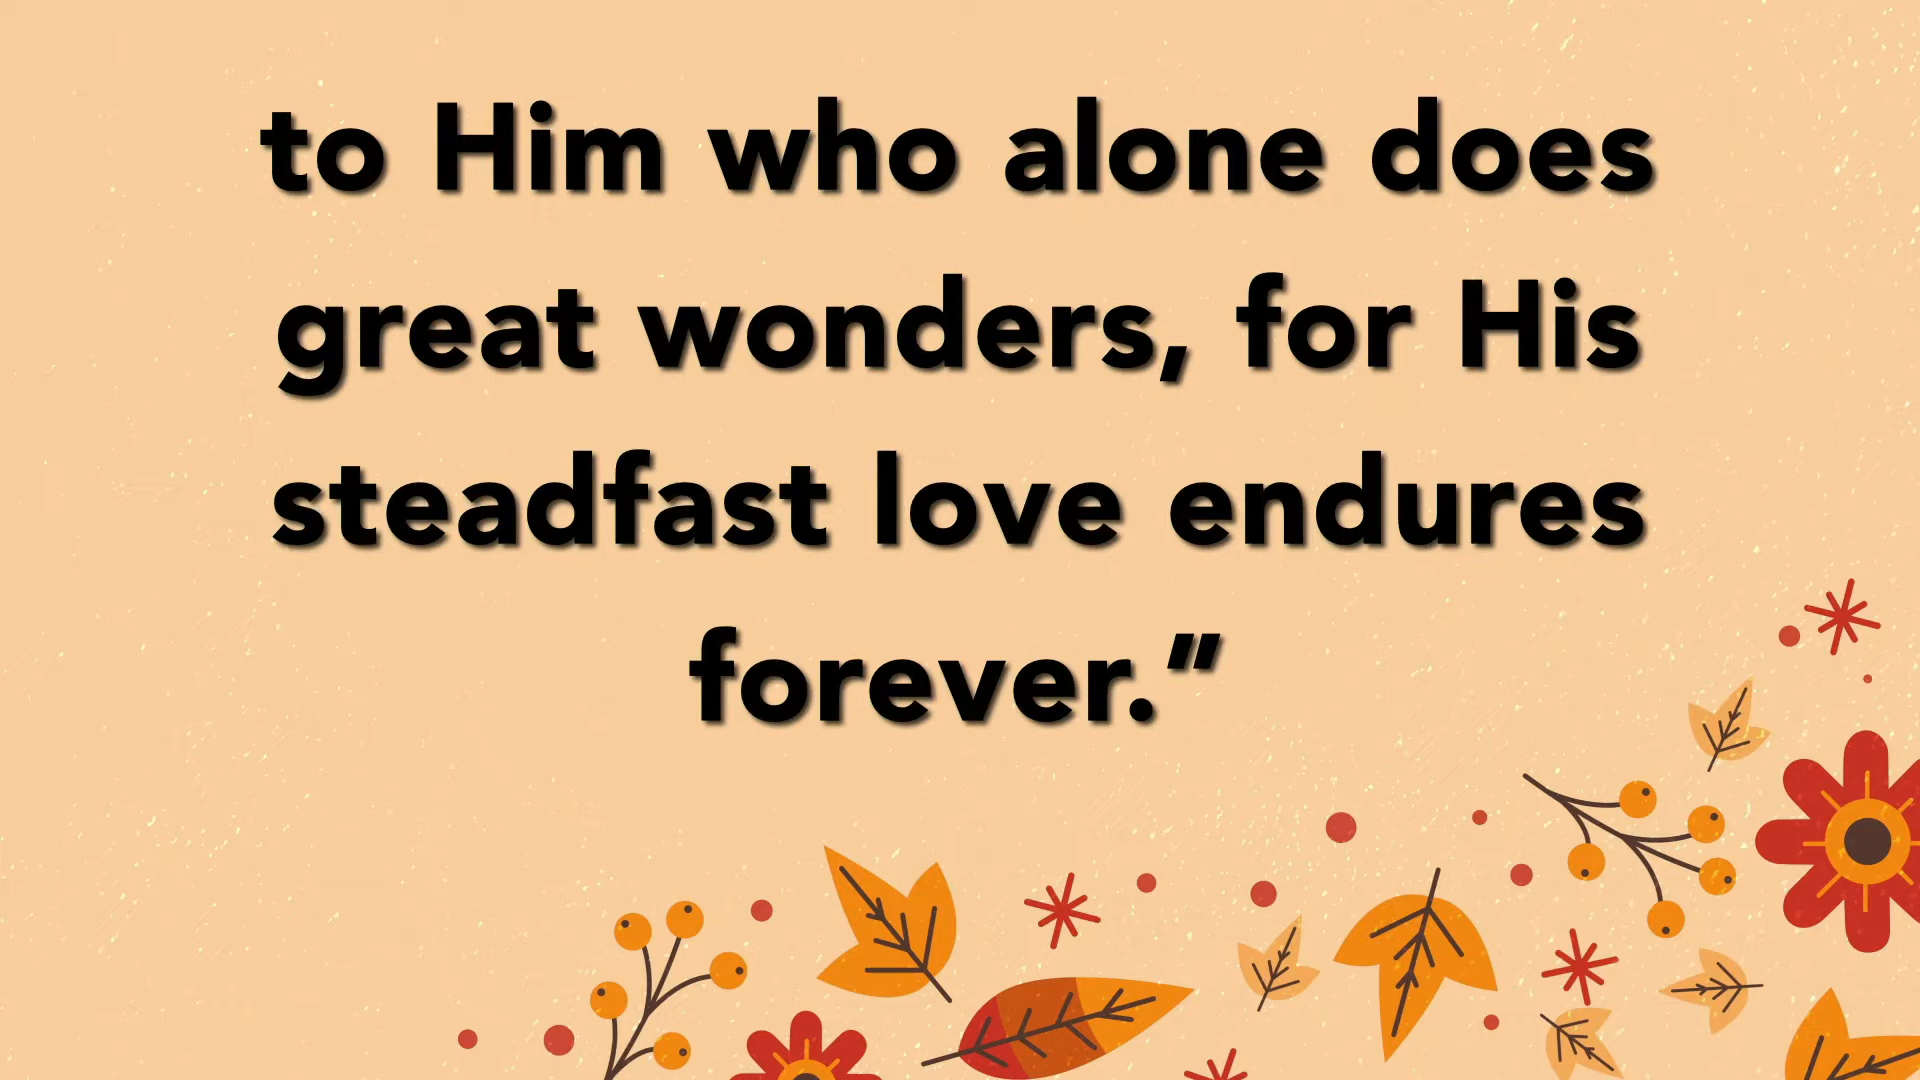 to Him who alone does
great wonders, for His
steadfast love endures
forever.”